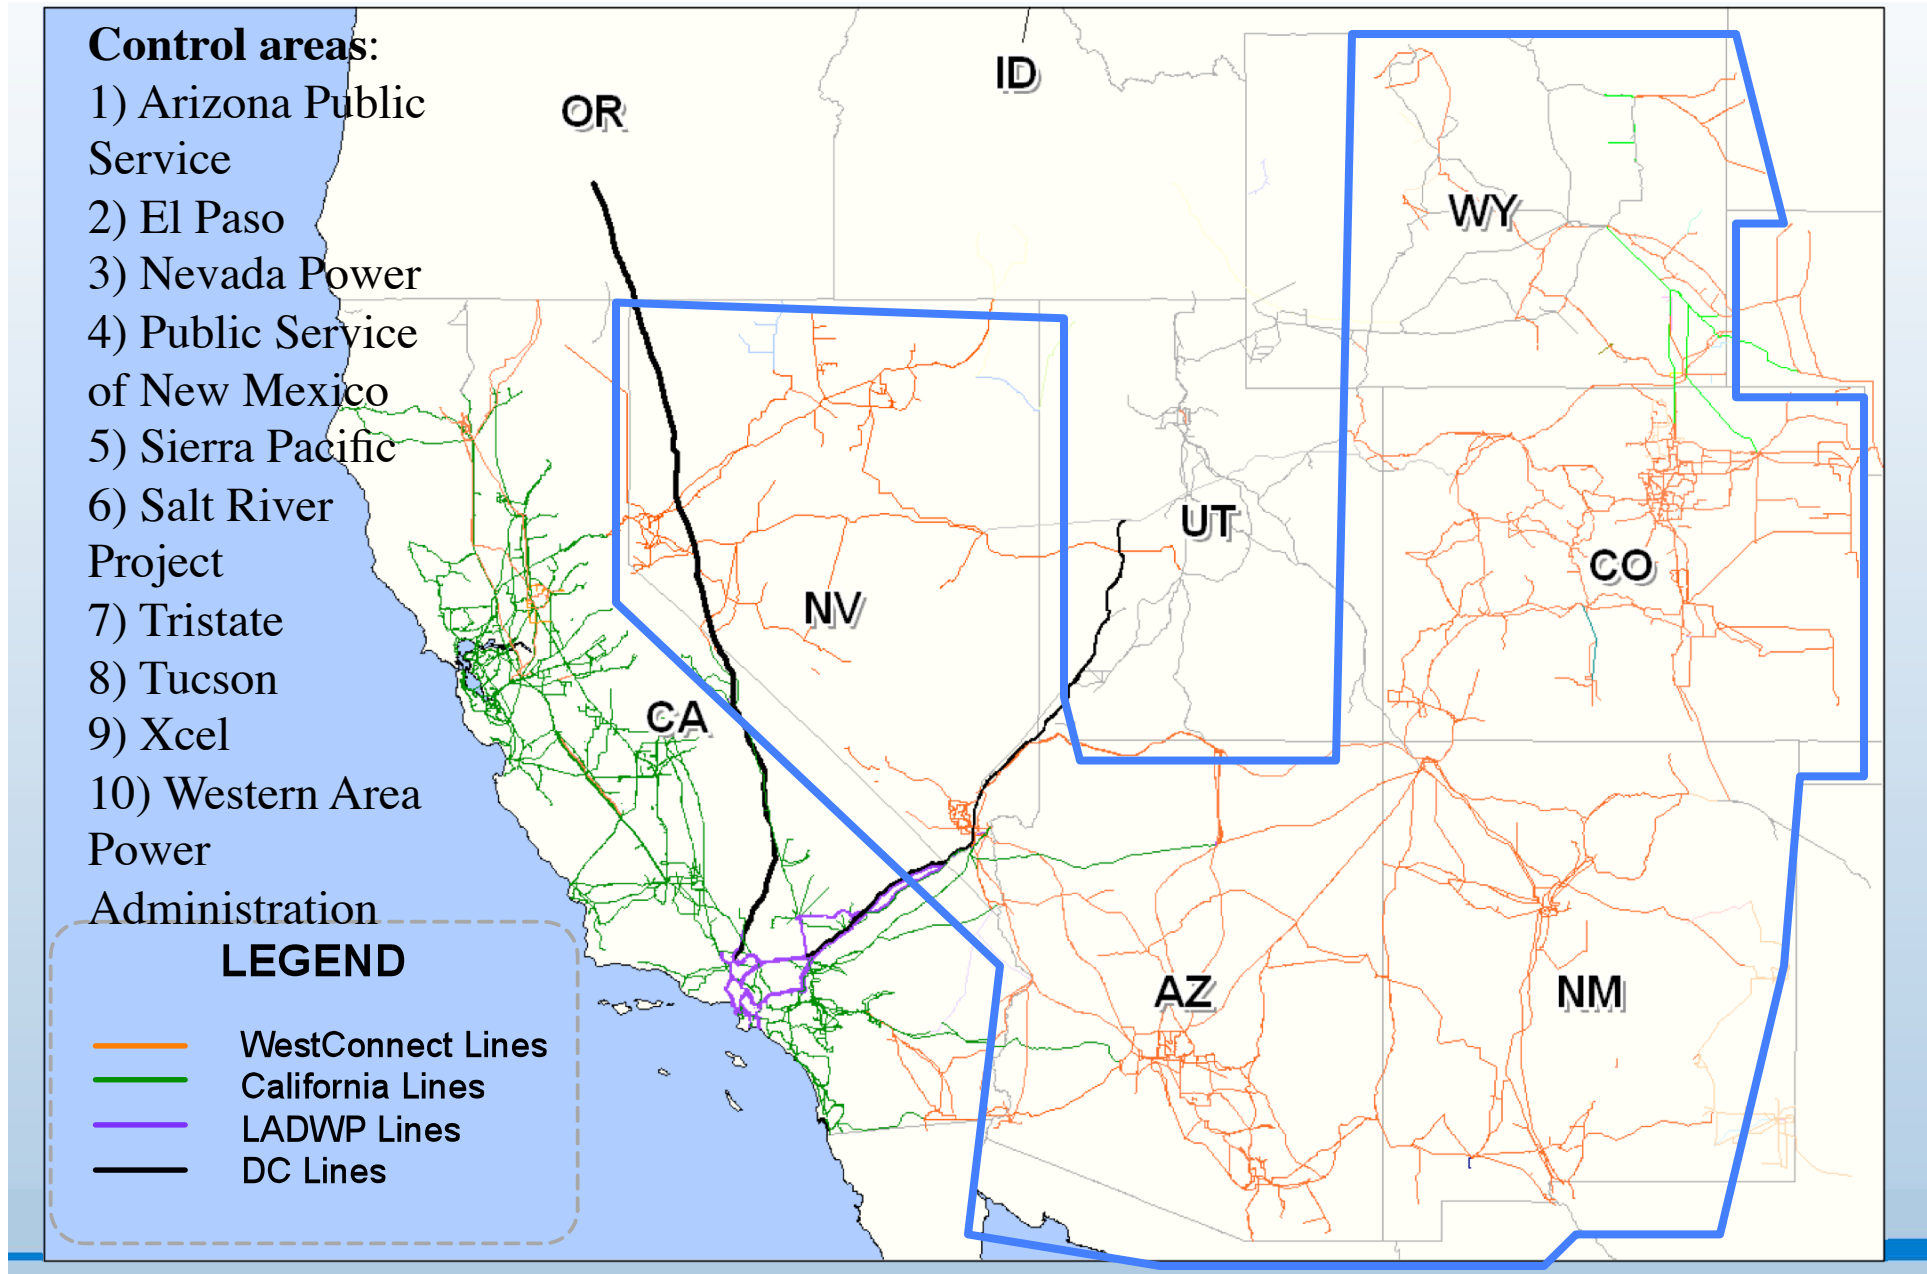 Control areas:
1) Arizona Public
Service
2) El Paso
3) Nevada Power
4) Public Service
of New Mexico
5) Sierra Pacific
6) Salt River
Project
7) Tristate
8) Tucson
9) Xcel
10) Western Area
Power
Administration
LEGEND
WestConnect Lines
California Lines
LADWP Lines
DC Lines
OR
ID
WY
NV
UT
CO
CA
AZ
NM